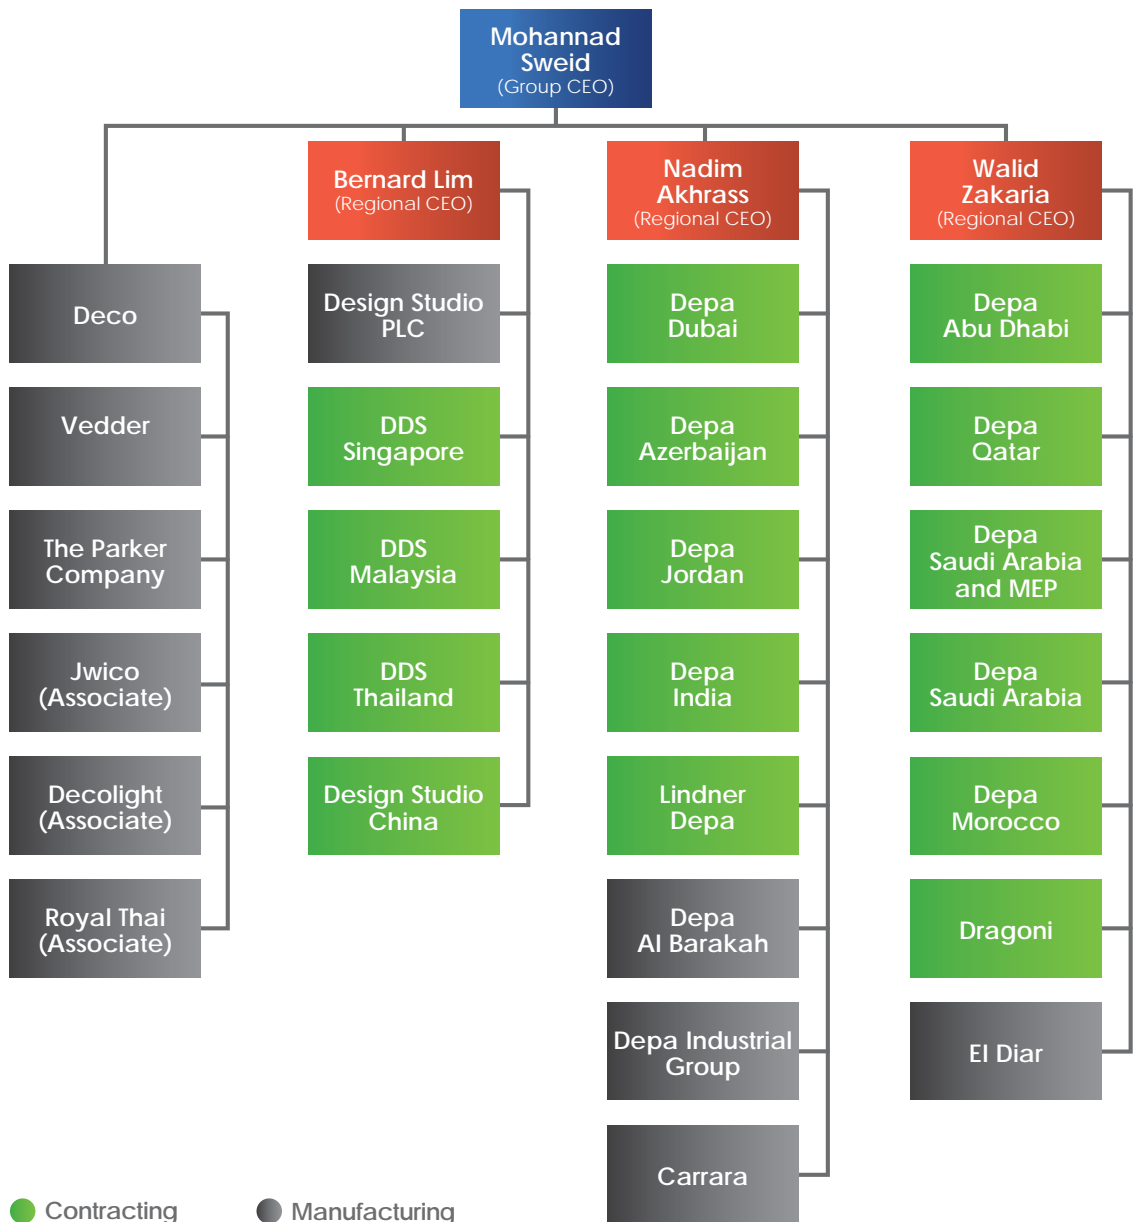 Mohannad
Sweid
(Group CEO)
Bernard Lim
(Regional CEO)
Nadim
Akhrass
(Regional CEO)
Walid
Zakaria
(Regional CEO)
Deco
Vedder
The Parker
Company
Jwico
(Associate)
Decolight
(Associate)
Royal Thai
(Associate)
Design Studio
PLC
DDS
Singapore
DDS
Malaysia
DDS
Thailand
Design Studio
China
Depa
Dubai
Depa
Azerbaijan
Depa
Jordan
Depa
India
Lindner
Depa
Depa
Al Barakah
Depa Industrial
Group
Carrara
Depa
Abu Dhabi
Depa
Qatar
Depa
Saudi Arabia
and MEP
Depa
Saudi Arabia
Depa
Morocco
Dragoni
El Diar
Contracting
Manufacturing